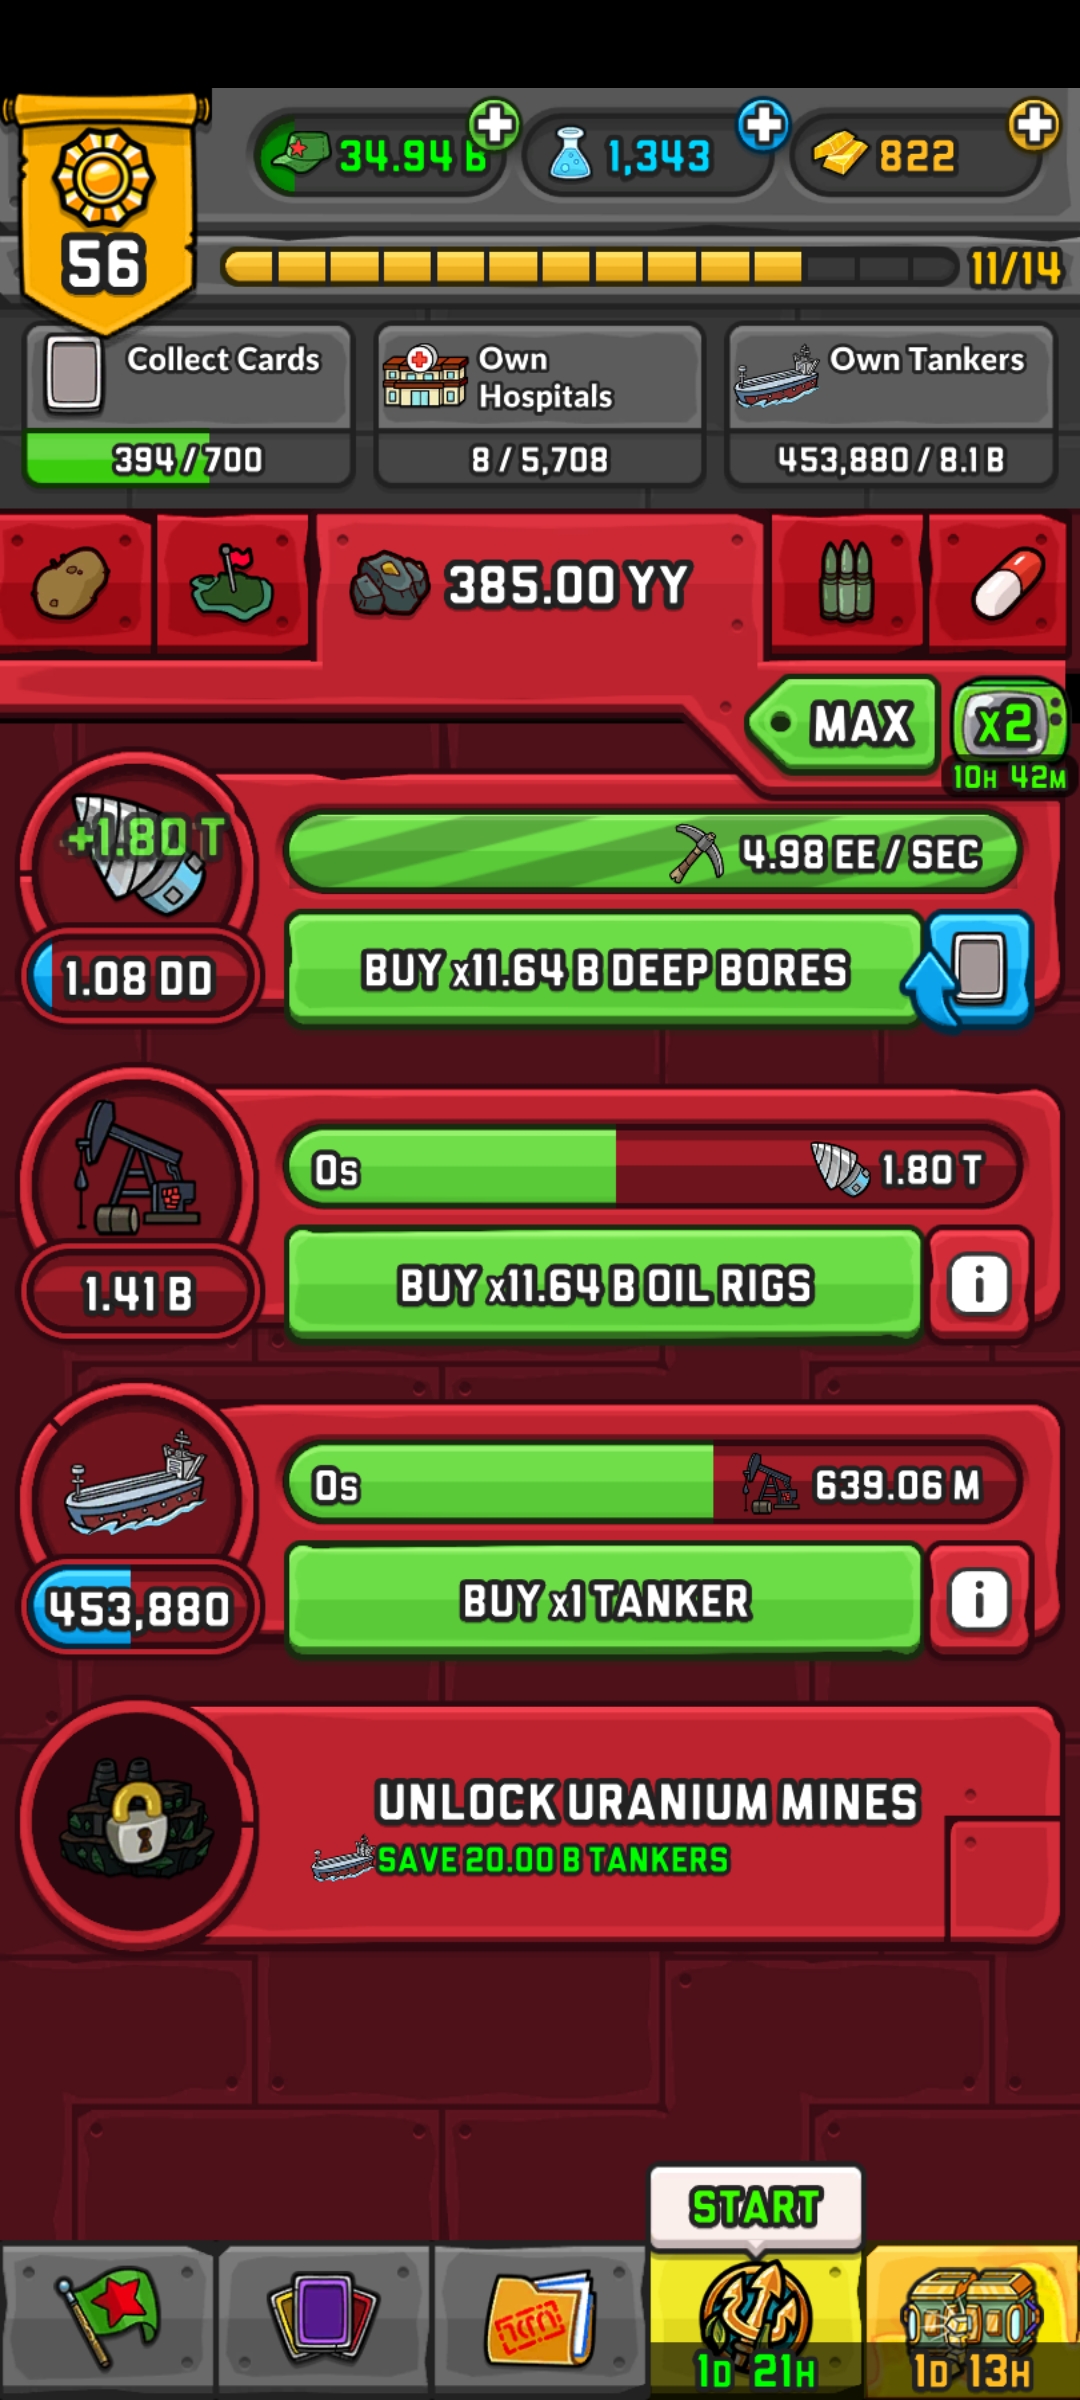 56
34.94 B
1,343
822
11/14
Collect Cards
394/700
Own
Hospitals
8/5,708
Own Tankers
453,880/8.1 B
385.00 YY
MAX
x2
10H 42M
+1.80 T
4.98 EE/SEC
1.08 DD
BUY x11.64 B DEEP BORES
0s
1.80 T
1.41 B
BUY x11.64 B OIL RIGS
i
0s
639.06 M
453,880
BUY x1 TANKER
i
UNLOCK URANIUM MINES
SAVE 20.00 B TANKERS
START
1D 21H
1D 13H